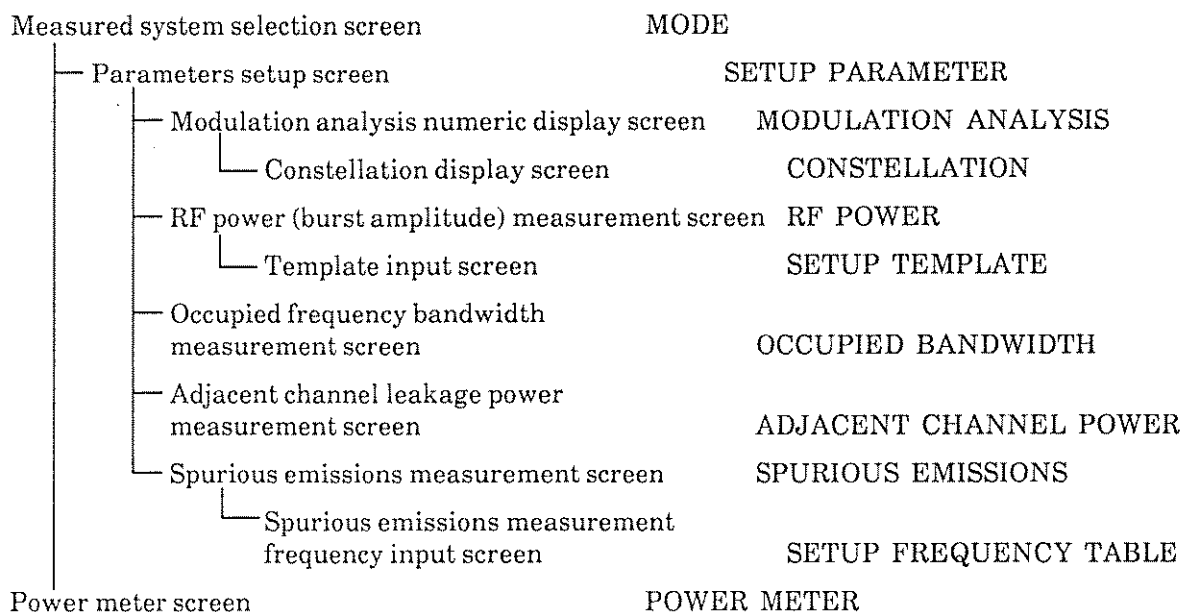 Measured system selection screen MODE
Parameters setup screen SETUP PARAMETER
Modulation analysis numeric display screen MODULATION ANALYSIS
Constellation display screen CONSTELLATION
RF power (burst amplitude) measurement screen RF POWER
Template input screen SETUP TEMPLATE
Occupied frequency bandwidth
measurement screen OCCUPIED BANDWIDTH
Adjacent channel leakage power
measurement screen ADJACENT CHANNEL POWER
Spurious emissions measurement screen SPURIOUS EMISSIONS
Spurious emissions measurement
frequency input screen SETUP FREQUENCY TABLE
Power meter screen POWER METER